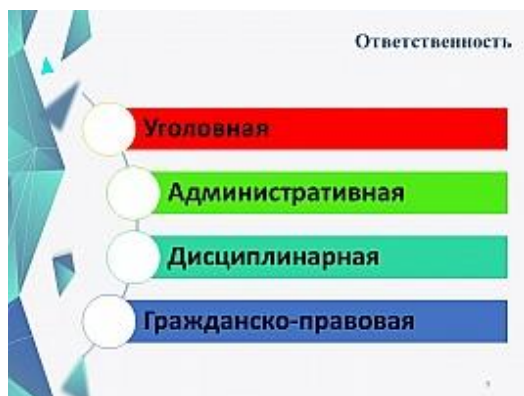 Ответственность
Уголовная
Административная
Дисциплинарная
Гражданско-правовая